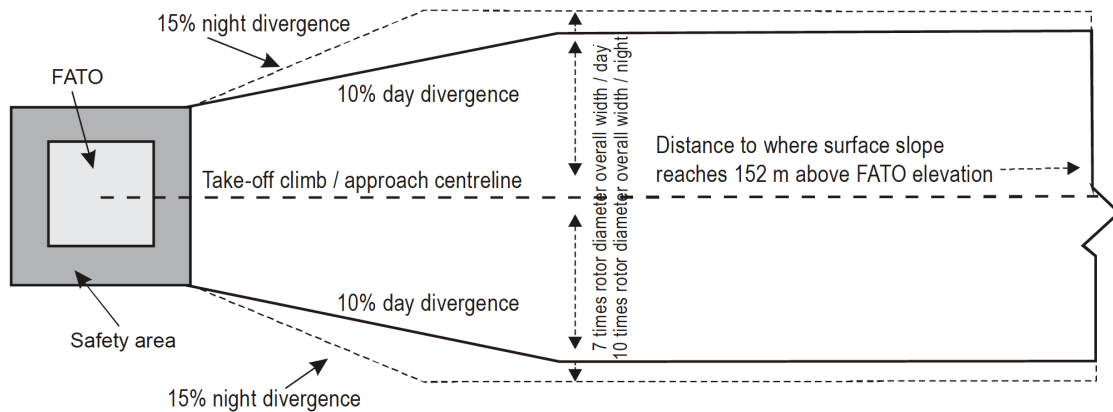 15% night divergence
FATO
10% day divergence
7 times rotor diameter overall width / day
10 times rotor diameter overall width / night
Distance to where surface slope
reaches 152 m above FATO elevation
Take-off climb / approach centreline
10% day divergence
Safety area
15% night divergence